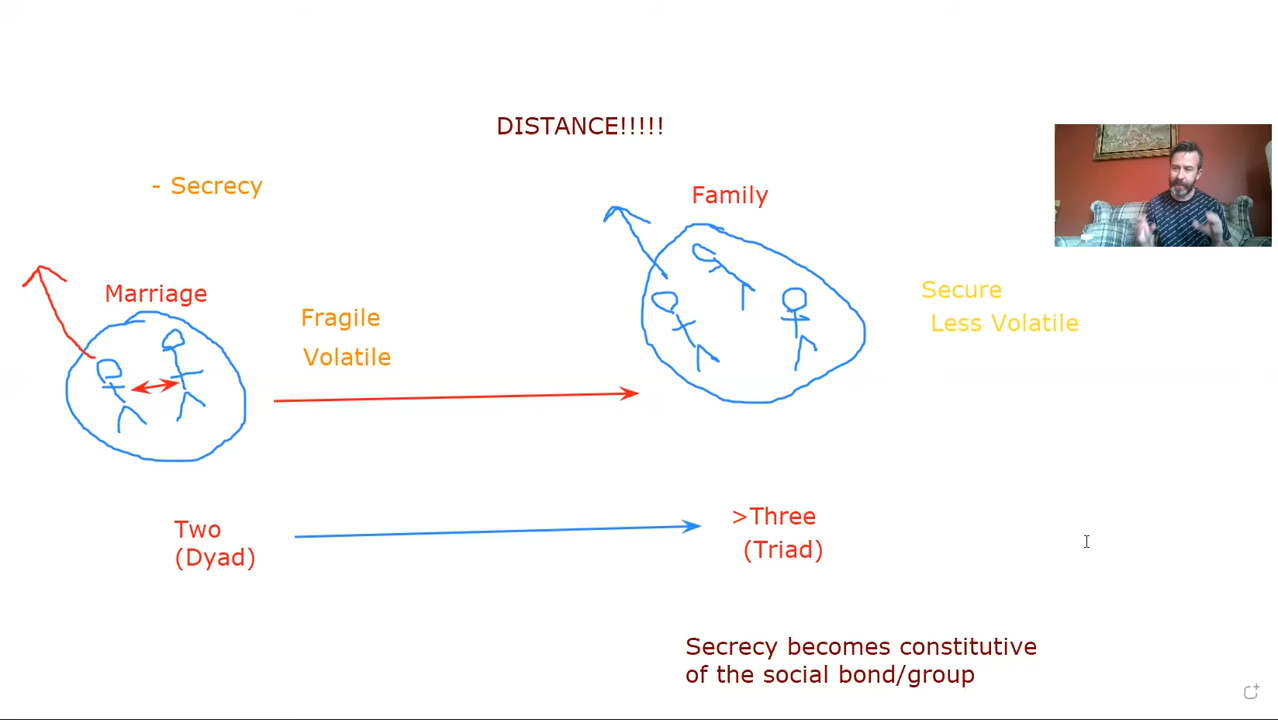 DISTANCE!!!!!
- Secrecy
Family
Marriage
Fragile
Volatile
Secure
Less Volatile
Two
(Dyad)
>Three
(Triad)
Secrecy becomes constitutive
of the social bond/group